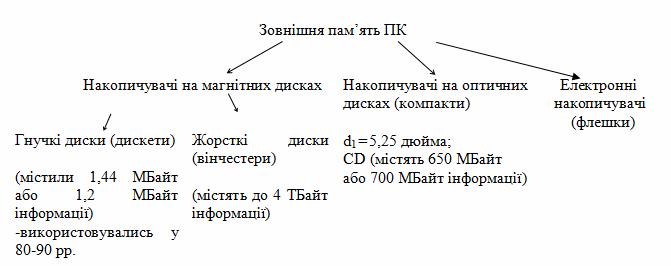 Зовнішня пам’ять ПК
Накопичувачі на магнітних дисках
Накопичувачі на оптичних
дисках (компакти)
Електронні
накопичувачі
(флешки)
Гнучкі диски (дискети)
(містили 1,44 МБайт
або 1,2 МБайт
інформації)
-використовувались у
80-90 рр.
Жорсткі диски
(вінчестери)
(містять до 4 ТБайт
інформації)
d1=5,25 дюйма;
CD (містять 650 МБайт
або 700 МБайт інформації)